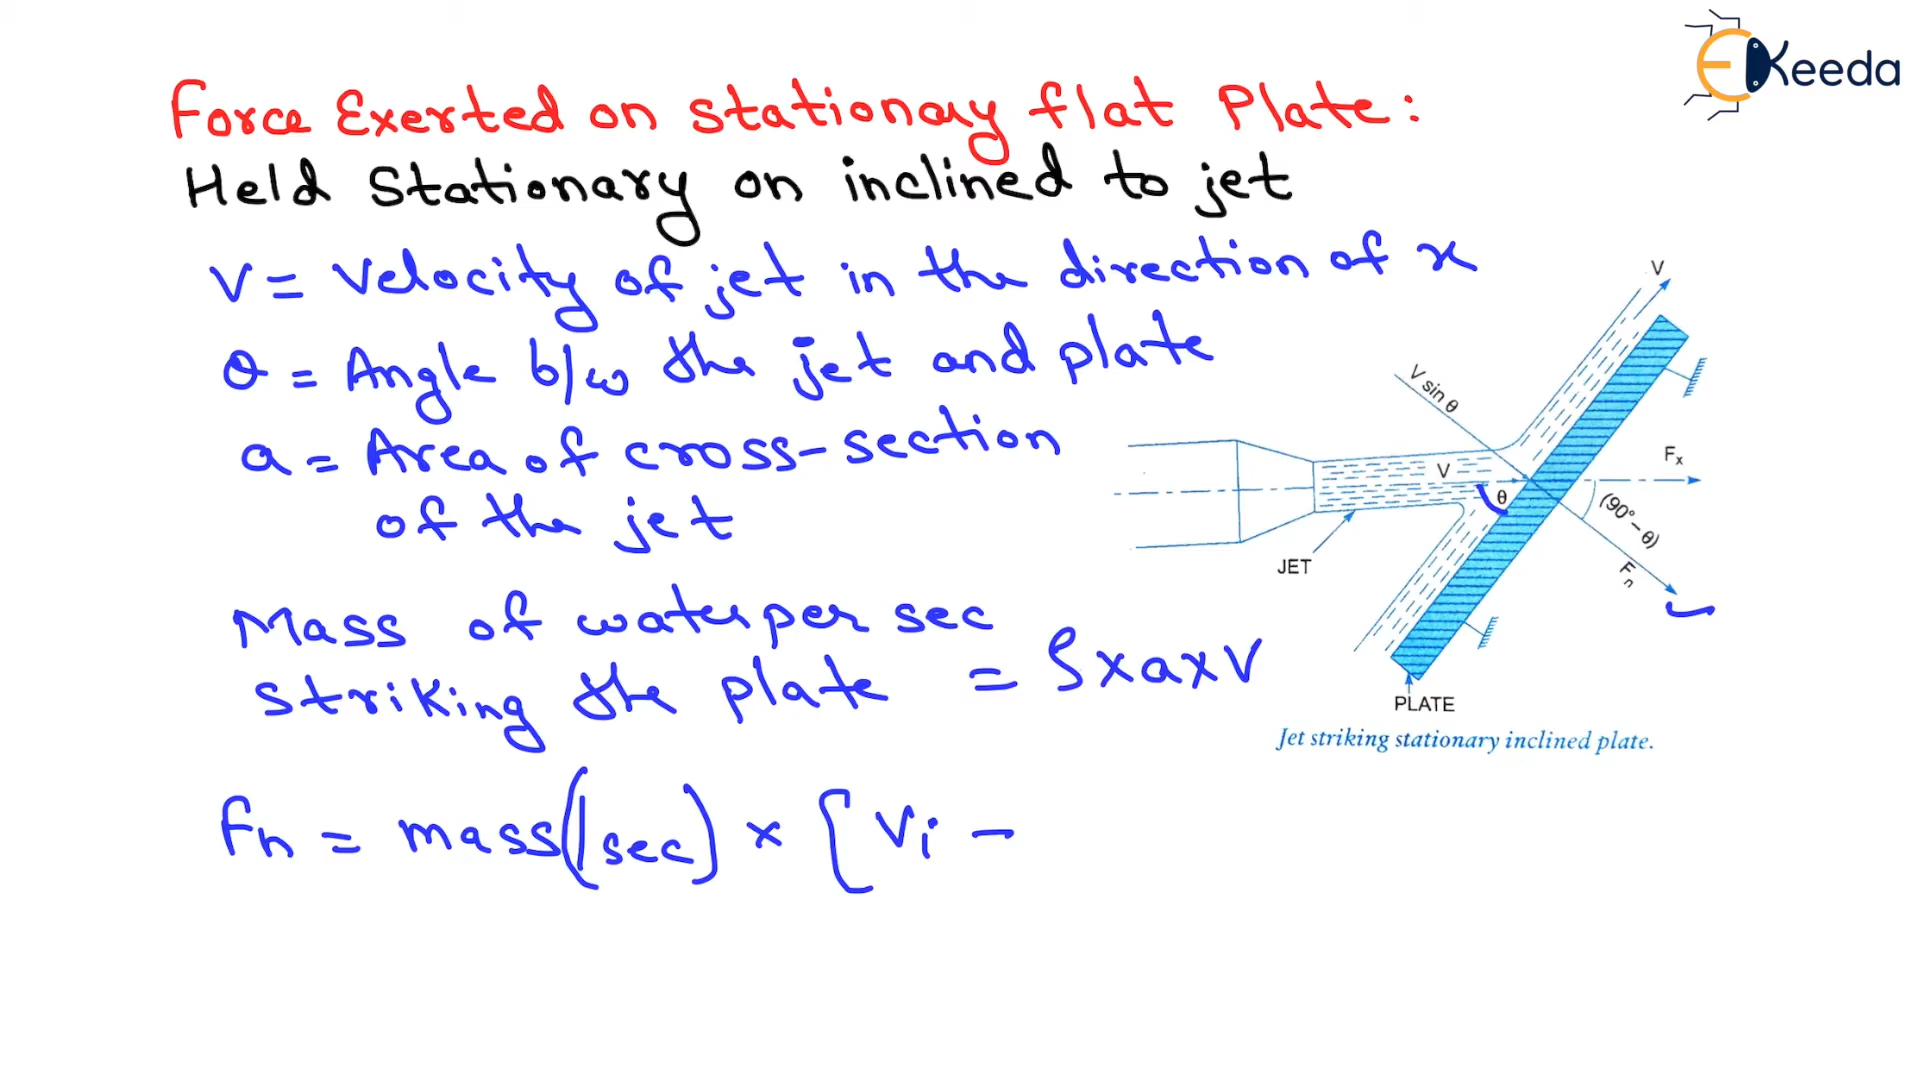 EKeeda
Force Exerted on stationary flat Plate:
Held Stationary on inclined to jet
V = Velocity of jet in the direction of x
θ = Angle b/w the jet and plate
a = Area of cross-section
of the jet
Mass of water per sec
striking the plate = ρ x a x V
Fn = mass(/sec) x [Vi -
V
V sin θ
V
θ
Fx
(90° – θ)
Fn
JET
PLATE
Jet striking stationary inclined plate.